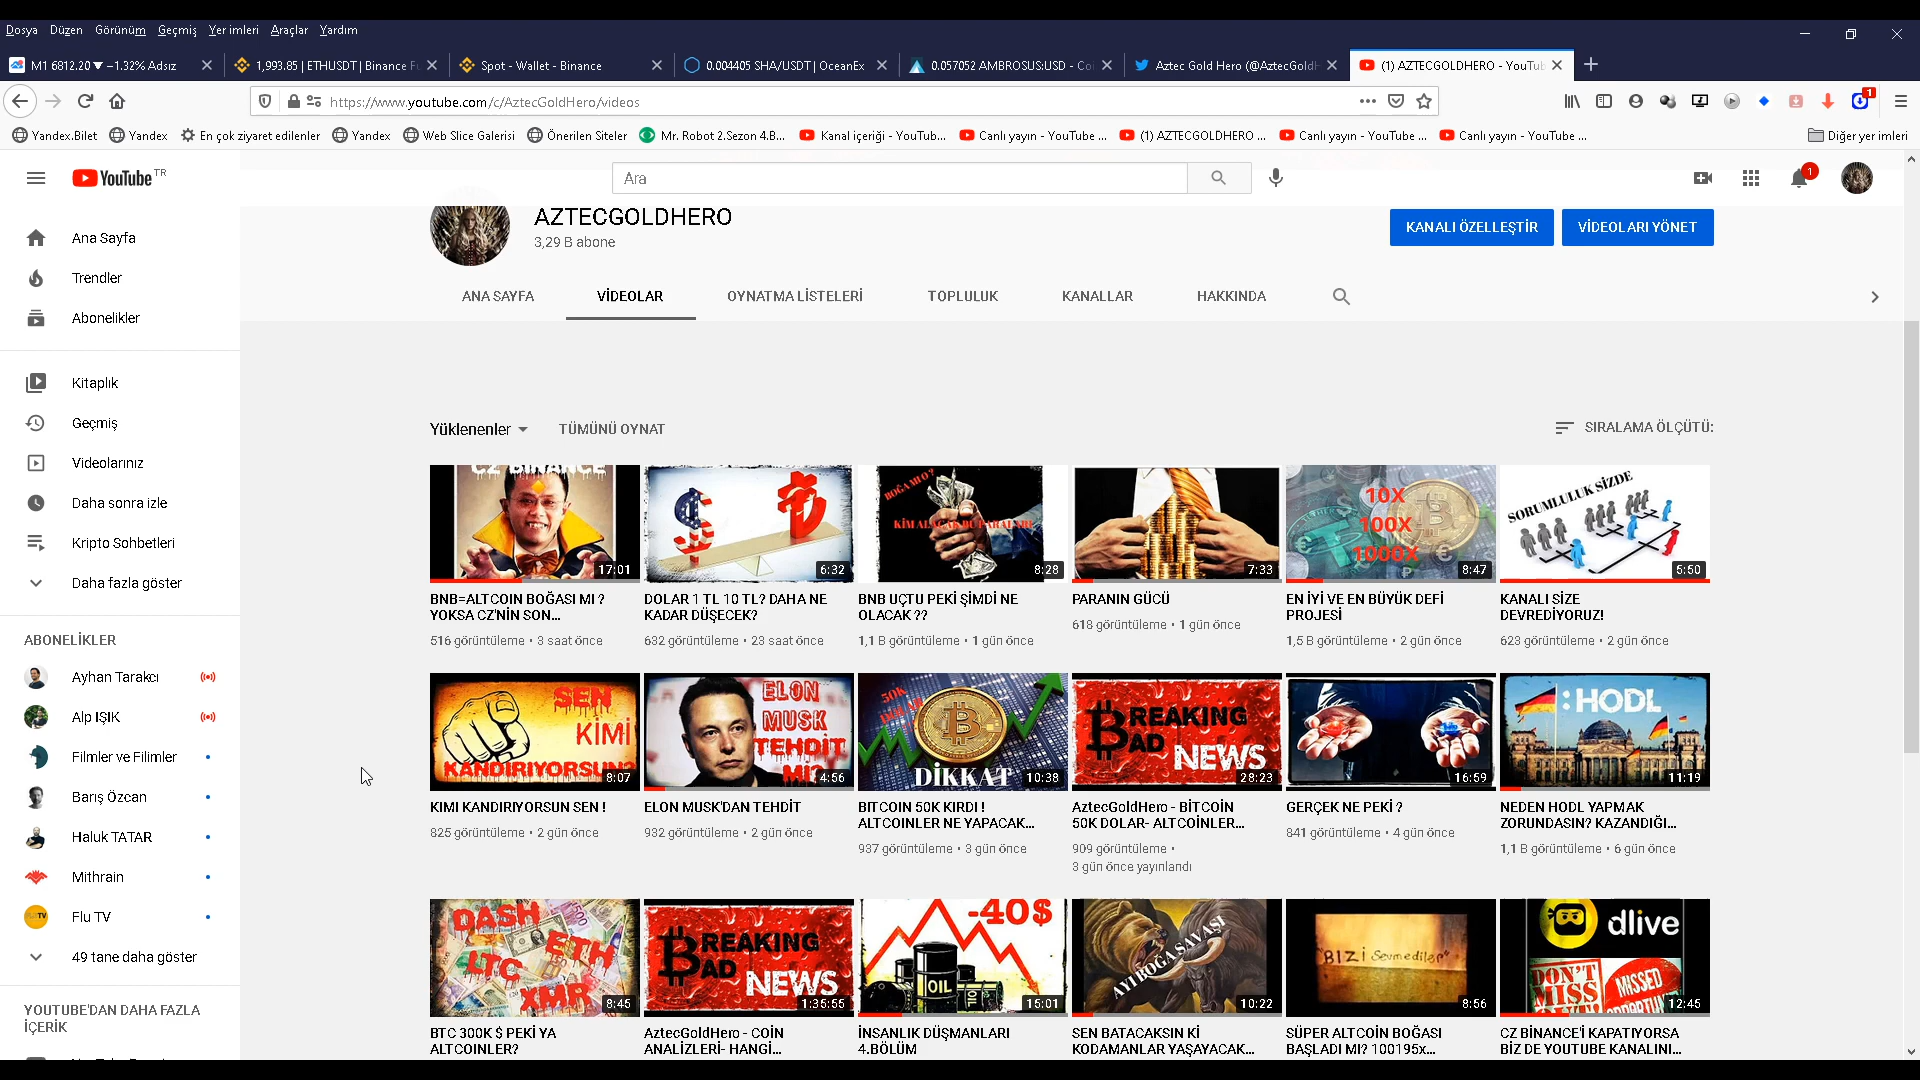 Dosya Düzen Görünüm Geçmiş Yer imleri Araçlar Yardım
M1 6812.20 ▼ −1.32% Adsız
1,993.85 | ETHUSDT | Binance Fu
Spot - Wallet - Binance
0.004405 SHA/USDT | OceanEx
0.057052 AMBROSUS:USD - Co
Aztec Gold Hero (@AztecGoldH
(1) AZTECGOLDHERO - YouTub
https://www.youtube.com/c/AztecGoldHero/videos
1
Yandex.Bilet
Yandex
En çok ziyaret edilenler
Yandex
Web Slice Galerisi
Önerilen Siteler
Mr. Robot 2.Sezon 4.B...
Kanal içeriği - YouTub...
Canlı yayın - YouTube ...
(1) AZTECGOLDHERO ...
Canlı yayın - YouTube ...
Canlı yayın - YouTube ...
Diğer yer imleri
YouTube TR
Ara
1
Ana Sayfa
Trendler
Abonelikler
Kitaplık
Geçmiş
Videolarınız
Daha sonra izle
Kripto Sohbetleri
Daha fazla göster
ABONELİKLER
Ayhan Tarakcı
Alp IŞIK
Filmler ve Filimler
Barış Özcan
Haluk TATAR
Mithrain
Flu TV
49 tane daha göster
YOUTUBE'DAN DAHA FAZLA
İÇERİK
AZTECGOLDHERO
3,29 B abone
KANALI ÖZELLEŞTİR
VİDEOLARI YÖNET
ANA SAYFA
VİDEOLAR
OYNATMA LİSTELERİ
TOPLULUK
KANALLAR
HAKKINDA
Yüklenenler
TÜMÜNÜ OYNAT
SIRALAMA ÖLÇÜTÜ:
CZ BINANCE
17:01
BNB=ALTCOIN BOĞASI MI ?
YOKSA CZ'NİN SON...
516 görüntüleme • 3 saat önce
6:32
DOLAR 1 TL 10 TL? DAHA NE
KADAR DÜŞECEK?
632 görüntüleme • 23 saat önce
BOĞA MI O ?
8:28
BNB UÇTU PEKİ ŞİMDİ NE
OLACAK ??
1,1 B görüntüleme • 1 gün önce
7:33
PARANIN GÜCÜ
618 görüntüleme • 1 gün önce
10X
100X
1000X
8:47
EN İYİ VE EN BÜYÜK DEFİ
PROJESİ
1,5 B görüntüleme • 2 gün önce
SORUMLULUK SİZDE
5:50
KANALI SİZE
DEVREDİYORUZ!
623 görüntüleme • 2 gün önce
SEN
KİMİ
KANDIRIYORSUN?
8:07
KIMI KANDIRIYORSUN SEN !
825 görüntüleme • 2 gün önce
ELON
MUSK
TEHDİT
MI?
4:56
ELON MUSK'DAN TEHDİT
932 görüntüleme • 2 gün önce
50K
DOLAR
DİKKAT
10:38
BITCOIN 50K KIRDI !
ALTCOINLER NE YAPACAK...
937 görüntüleme • 3 gün önce
BREAKING
BAD
NEWS
28:23
AztecGoldHero - BİTCOİN
50K DOLAR- ALTCOİNLER...
909 görüntüleme •
3 gün önce yayınlandı
16:59
GERÇEK NE PEKİ ?
841 görüntüleme • 4 gün önce
:HODL
11:19
NEDEN HODL YAPMAK
ZORUNDASIN? KAZANDIĞI...
1,1 B görüntüleme • 6 gün önce
DASH
ETH
LTC
XMR
8:45
BTC 300K $ PEKİ YA
ALTCOINLER?
BREAKING
BAD
NEWS
1:35:55
AztecGoldHero - COİN
ANALİZLERİ- HANGİ...
-40$
OIL
15:01
İNSANLIK DÜŞMANLARI
4.BÖLÜM
AYI BOĞA SAVAŞI
10:22
SEN BATACAKSIN Kİ
KODAMANLAR YAŞAYACAK...
BİZİ Sevmediler"
8:56
SÜPER ALTCOİN BOĞASI
BAŞLADI MI? 100195x...
dlive
DON'T
MISS
MISSED
12:45
CZ BİNANCE'İ KAPATIYORSA
BİZ DE YOUTUBE KANALINI...